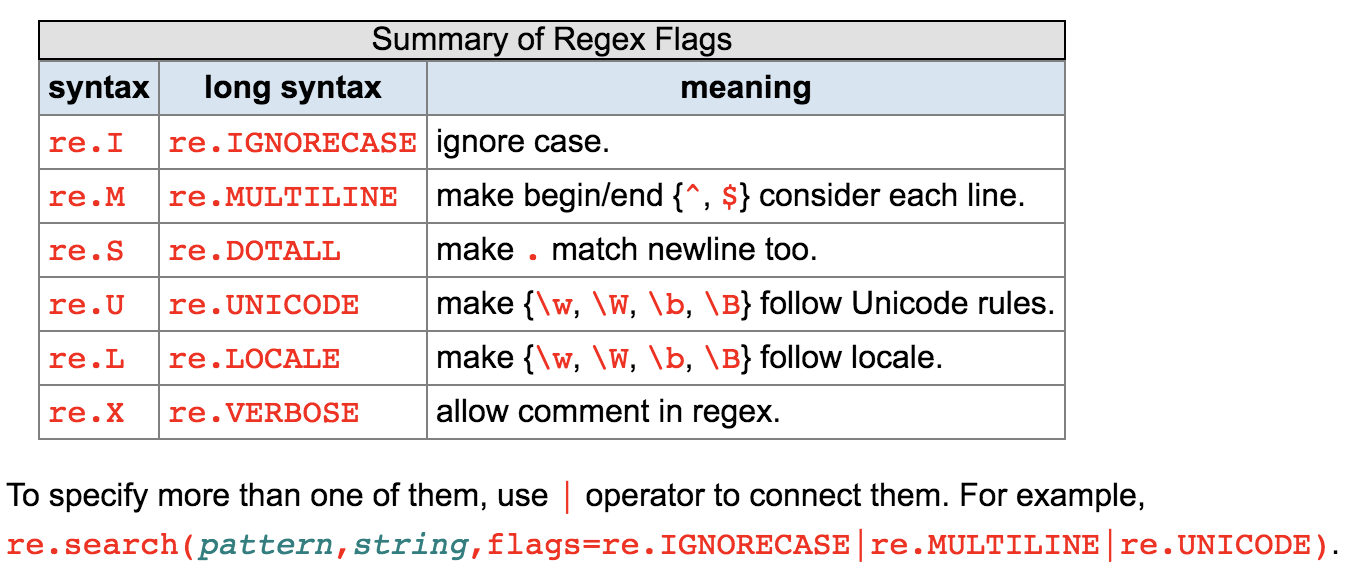 Summary of Regex Flags
syntax long syntax meaning
re.I re.IGNORECASE ignore case.
re.M re.MULTILINE make begin/end {^, $} consider each line.
re.S re.DOTALL make . match newline too.
re.U re.UNICODE make {\w, \W, \b, \B} follow Unicode rules.
re.L re.LOCALE make {\w, \W, \b, \B} follow locale.
re.X re.VERBOSE allow comment in regex.
To specify more than one of them, use | operator to connect them. For example,
re.search(pattern,string,flags=re.IGNORECASE|re.MULTILINE|re.UNICODE).